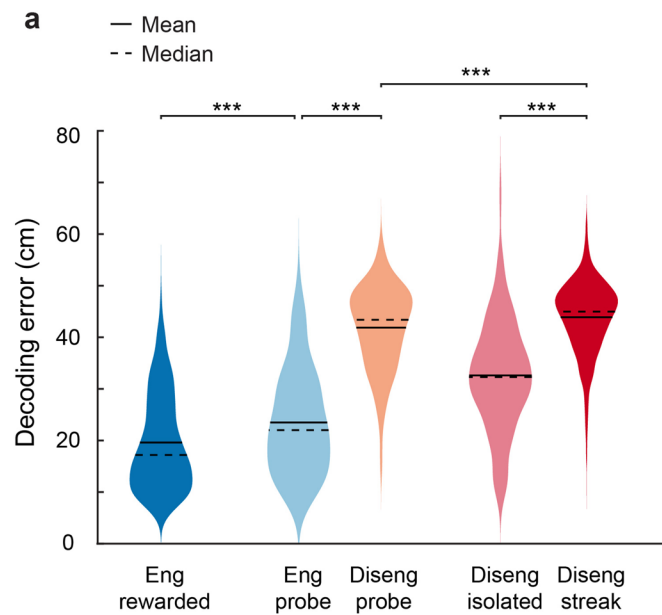 a
Mean
Median
***
*** *** ***
80
60
40
20
0
Decoding error (cm)
Eng rewarded
Eng probe
Diseng probe
Diseng isolated
Diseng streak